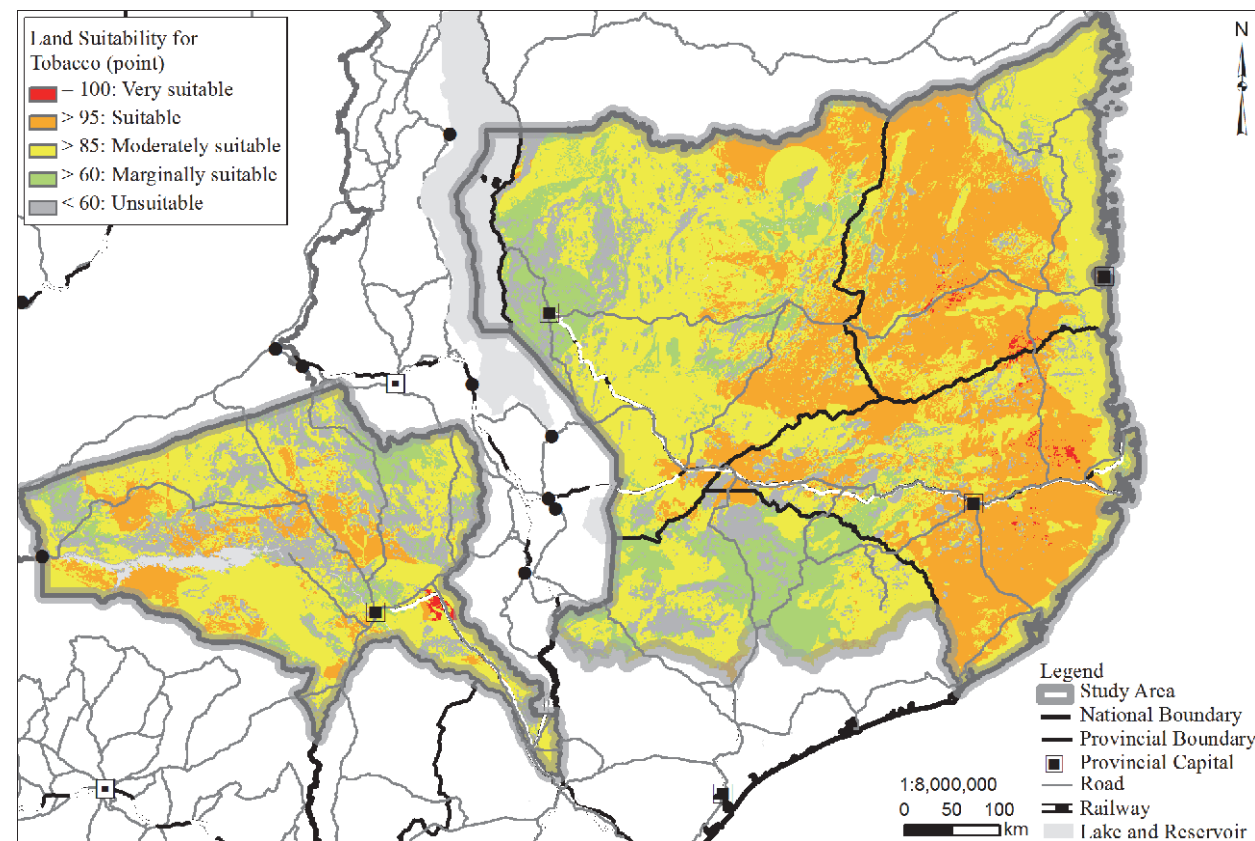 Land Suitability for
Tobacco (point)
– 100: Very suitable
> 95: Suitable
> 85: Moderately suitable
> 60: Marginally suitable
< 60: Unsuitable
N
Legend
Study Area
National Boundary
Provincial Boundary
Provincial Capital
Road
Railway
Lake and Reservoir
1:8,000,000
0 50 100
km